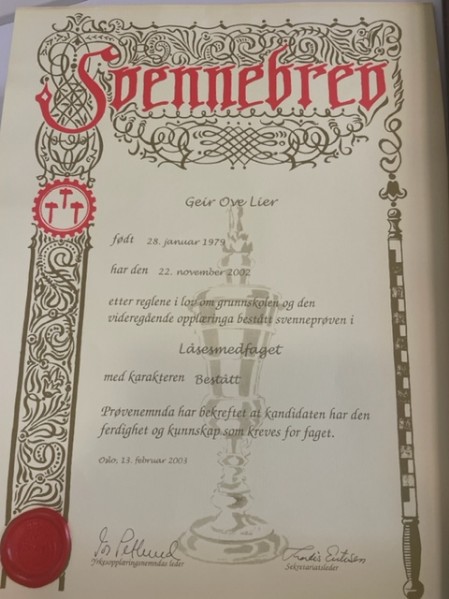 Svennebrev
Geir Ove Lier
født 28. januar 1979
har den 22. november 2002
etter reglene i lov om grunnskolen og den
videregående opplæringa bestått svenneprøven i
Låsesmedfaget
med karakteren Bestått
Prøvenemnda har bekreftet at kandidaten har den
ferdighet og kunnskap som kreves for faget.
Oslo, 13. februar 2003
Yrkesopplæringsnemndas leder
Sekretariatsleder